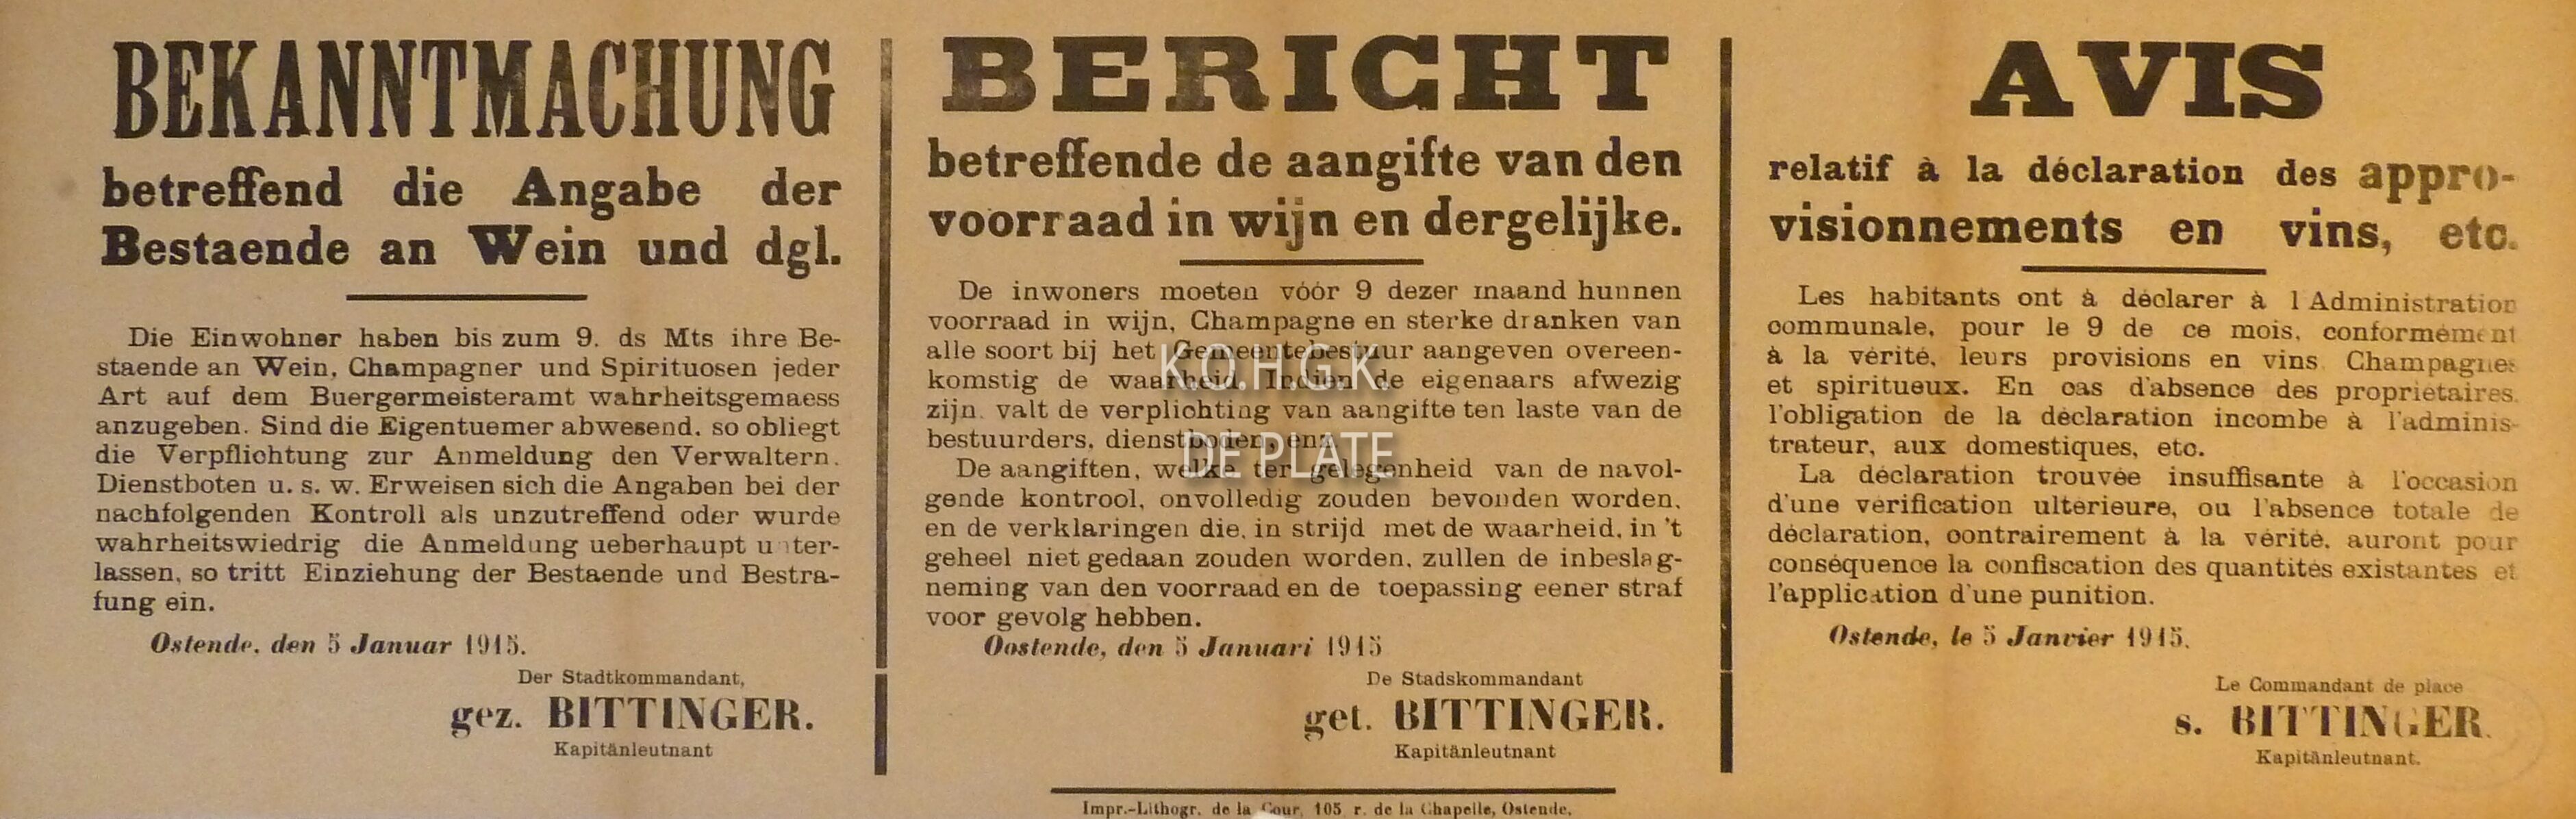 BEKANNTMACHUNG
betreffend die Angabe der
Bestaende an Wein und dgl.
Die Einwohner haben bis zum 9. ds Mts ihre Be-
staende an Wein, Champagner und Spirituosen jeder
Art auf dem Buergermeisteramt wahrheitsgemaess
anzugeben. Sind die Eigentuemer abwesend, so obliegt
die Verpflichtung zur Anmeldung den Verwaltern,
Dienstboten u. s. w. Erweisen sich die Angaben bei der
nachfolgenden Kontroll als unzutreffend oder wurde
wahrheitswiedrig die Anmeldung ueberhaupt unter-
lassen, so tritt Einziehung der Bestaende und Bestra-
fung ein.
Ostende, den 5 Januar 1915.
Der Stadtkommandant,
gez. BITTINGER.
Kapitänleutnant
BERICHT
betreffende de aangifte van den
voorraad in wijn en dergelijke.
De inwoners moeten vóór 9 dezer maand hunnen
voorraad in wijn, Champagne en sterke dranken van
alle soort bij het Gemeentebestuur aangeven overeen-
komstig de waarheid. Indien de eigenaars afwezig
zijn, valt de verplichting van aangifte ten laste van de
bestuurders, dienstboden, enz.
De aangiften, welke ter gelegenheid van de navol-
gende kontrool, onvolledig zouden bevonden worden,
en de verklaringen die, in strijd met de waarheid, in 't
geheel niet gedaan zouden worden, zullen de inbeslag-
neming van den voorraad en de toepassing eener straf
voor gevolg hebben.
Oostende, den 5 Januari 1915
De Stadskommandant
get. BITTINGER.
Kapitänleutnant
K.O.H.G.K.
DE PLATE
AVIS
relatif à la déclaration des appro-
visionnements en vins, etc.
Les habitants ont à déclarer à l Administration
communale, pour le 9 de ce mois, conformément
à la vérité, leurs provisions en vins Champagnes
et spiritueux. En cas d'absence des propriétaires,
l'obligation de la déclaration incombe à l'adminis-
trateur, aux domestiques, etc.
La déclaration trouvée insuffisante à l'occasion
d'une vérification ultérieure, ou l'absence totale de
déclaration, contrairement à la vérité, auront pour
conséquence la confiscation des quantités existantes et
l'application d'une punition.
Ostende, le 5 Janvier 1915.
Le Commandant de place
s. BITTINGER.
Kapitänleutnant.
Impr.-Lithogr. de la Cour, 105 r. de la Chapelle, Ostende,